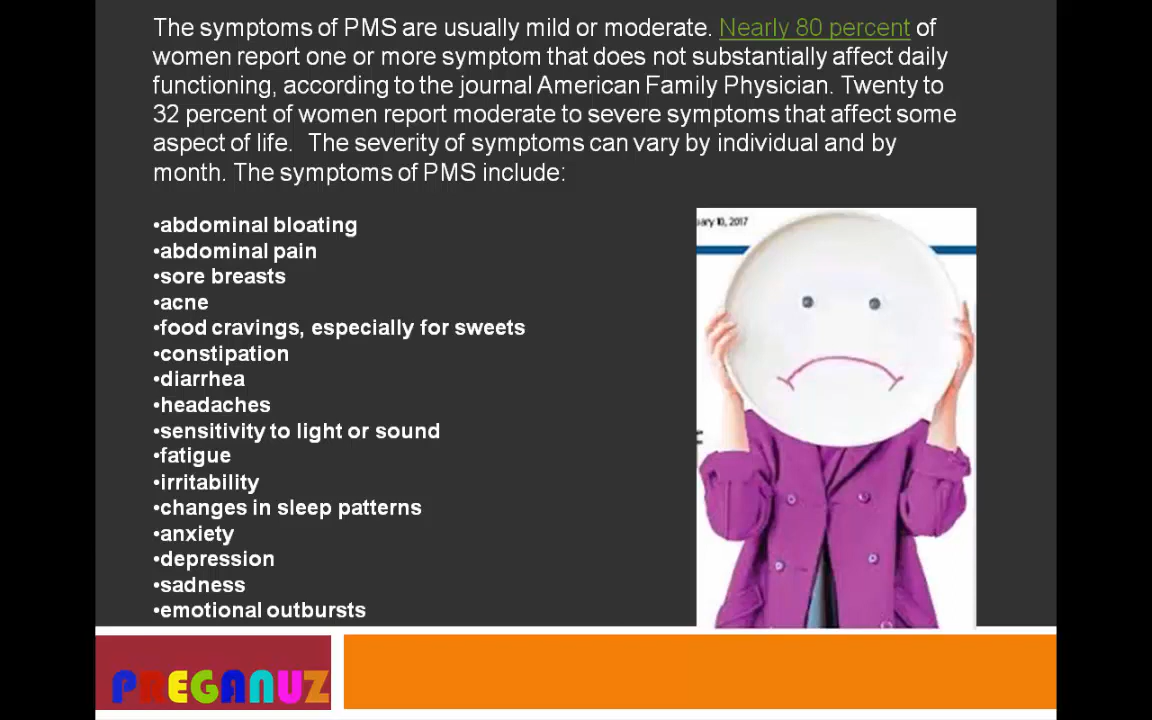 The symptoms of PMS are usually mild or moderate. Nearly 80 percent of
women report one or more symptom that does not substantially affect daily
functioning, according to the journal American Family Physician. Twenty to
32 percent of women report moderate to severe symptoms that affect some
aspect of life. The severity of symptoms can vary by individual and by
month. The symptoms of PMS include:
•abdominal bloating
•abdominal pain
•sore breasts
•acne
•food cravings, especially for sweets
•constipation
•diarrhea
•headaches
•sensitivity to light or sound
•fatigue
•irritability
•changes in sleep patterns
•anxiety
•depression
•sadness
•emotional outbursts
10, 2017
PREGANUZ